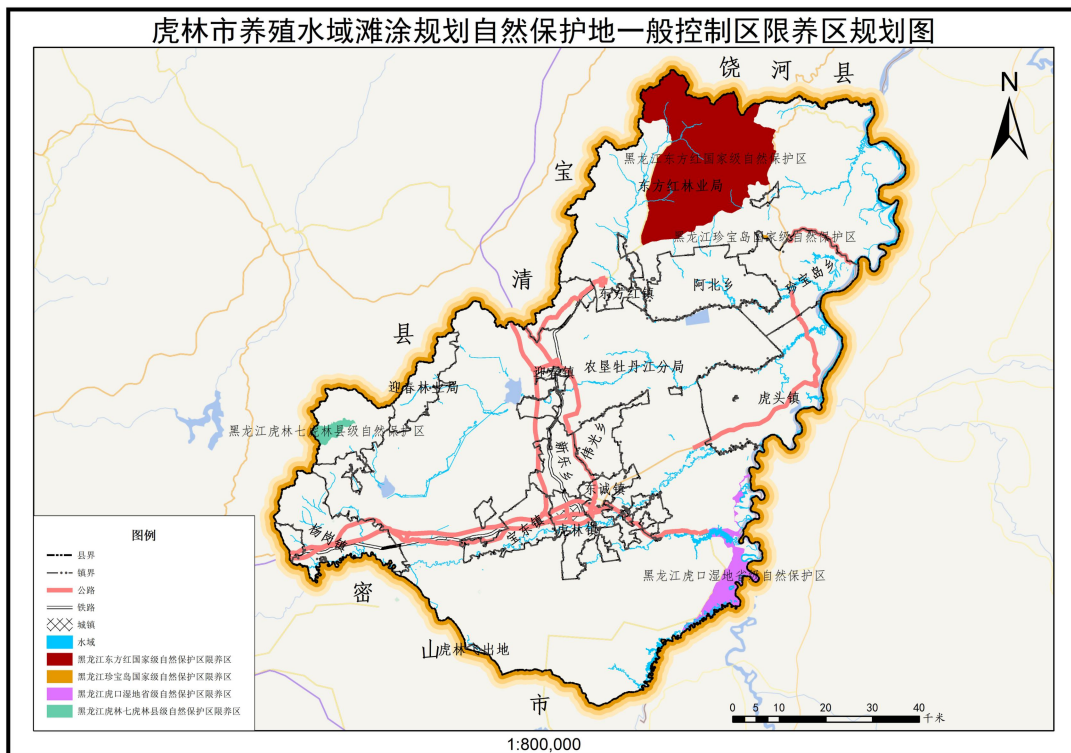 虎林市养殖水域滩涂规划自然保护地一般控制区限养区规划图
饶河县
N
宝
清
县
黑龙江东方红国家级自然保护区
东方红林业局
黑龙江珍宝岛国家级自然保护区
阿北乡
珍宝岛乡
东方红镇
迎春镇
农垦牡丹江分局
迎春林业局
虎头镇
黑龙江虎林七虎林县级自然保护区
新乐乡
伟光乡
东诚镇
杨岗镇
宝东镇
虎林镇
黑龙江虎口湿地省级自然保护区
密
山
市
虎林飞出地
图例
县界
镇界
公路
铁路
城镇
水域
黑龙江东方红国家级自然保护区限养区
黑龙江珍宝岛国家级自然保护区限养区
黑龙江虎口湿地省级自然保护区限养区
黑龙江虎林七虎林县级自然保护区限养区
0 5 10 20 30 40
千米
1:800,000